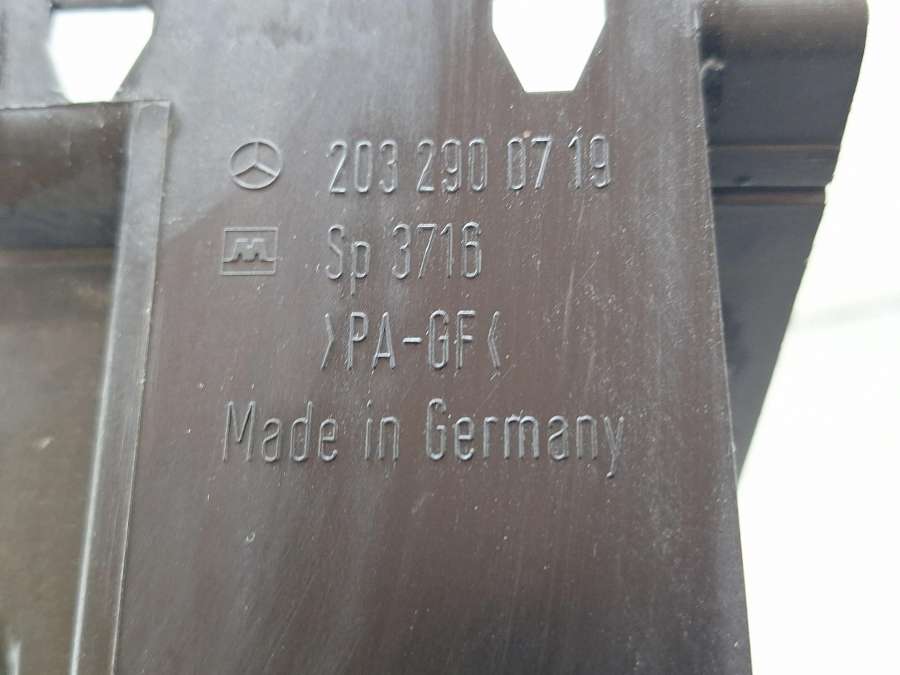 203 290 07 19
Sp 3716
>PA-GF<
Made in Germany